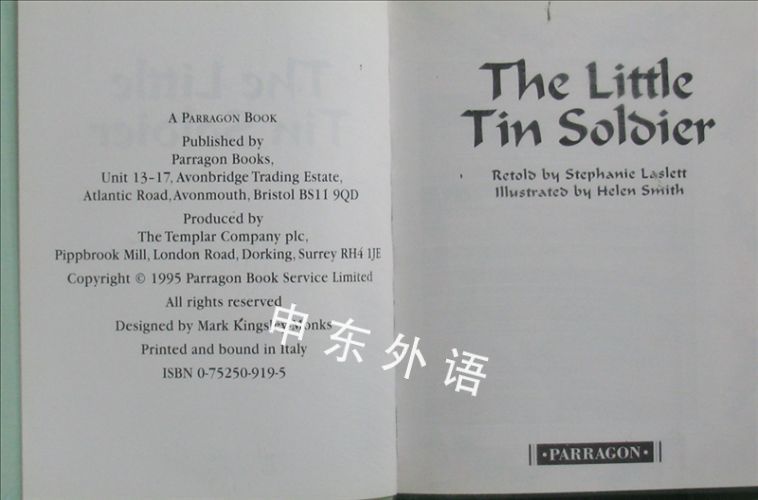 A PARRAGON BOOK
Published by
Parragon Books,
Unit 13-17, Avonbridge Trading Estate,
Atlantic Road, Avonmouth, Bristol BS11 9QD
Produced by
The Templar Company plc,
Pippbrook Mill, London Road, Dorking, Surrey RH4 1JE
Copyright © 1995 Parragon Book Service Limited
All rights reserved
Designed by Mark Kingsley-Monks
Printed and bound in Italy
ISBN 0-75250-919-5
申东外语
The Little
Tin Soldier
Retold by Stephanie Laslett
Illustrated by Helen Smith
·PARRAGON·